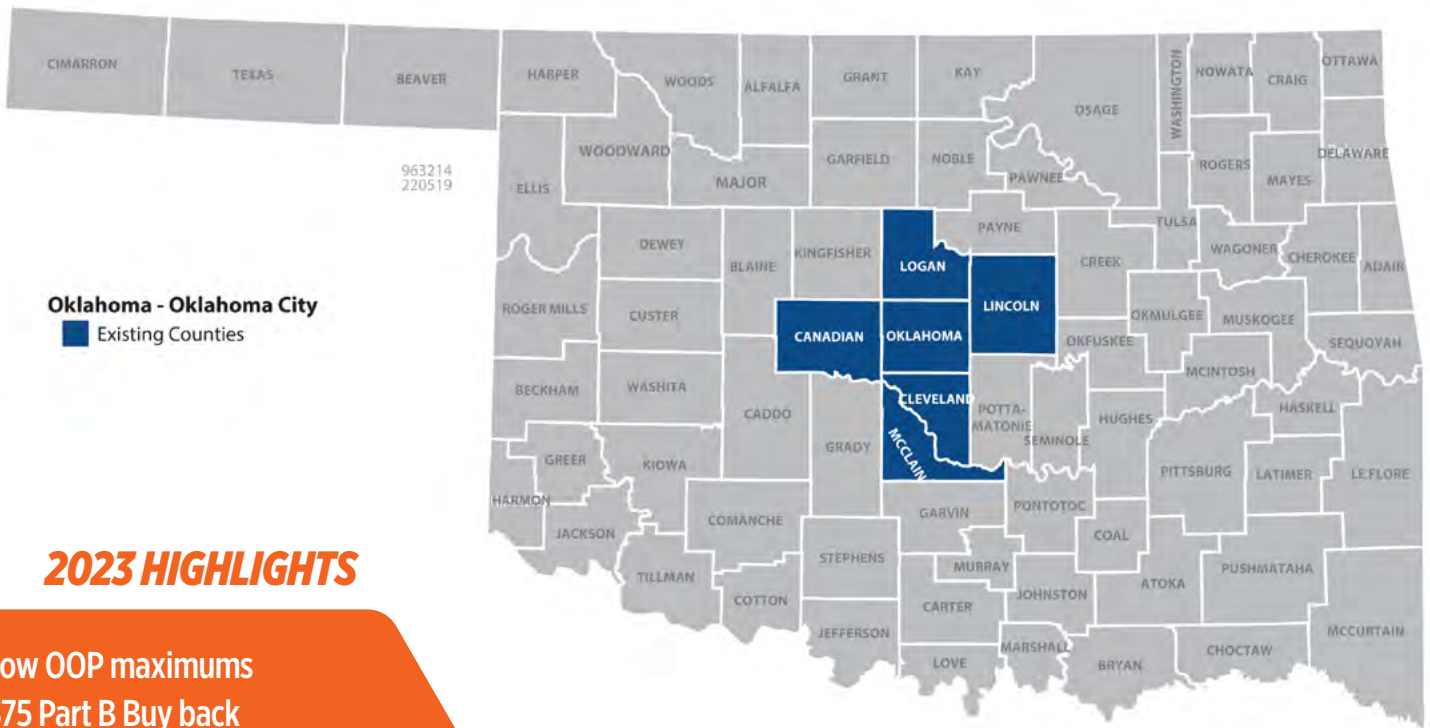 CIMARRON
TEXAS
BEAVER
HARPER
WOODS
ALFALFA
GRANT
KAY
OSAGE
WASHINGTON
NOWATA
CRAIG
OTTAWA
WOODWARD
ELLIS
MAJOR
GARFIELD
NOBLE
PAWNEE
ROGERS
MAYES
DELAWARE
963214
220519
DEWEY
BLAINE
KINGFISHER
LOGAN
PAYNE
CREEK
TULSA
WAGONER
CHEROKEE
ADAIR
Oklahoma - Oklahoma City
Existing Counties
ROGER MILLS
CUSTER
CANADIAN
OKLAHOMA
LINCOLN
OKFUSKEE
OKMULGEE
MUSKOGEE
SEQUOYAH
BECKHAM
WASHITA
CADDO
GRADY
CLEVELAND
MCCLAIN
POTTA-
MATONIE
SEMINOLE
HUGHES
MCINTOSH
HASKELL
GREER
KIOWA
PITTSBURG
LATIMER
LE FLORE
HARMON
JACKSON
COMANCHE
GARVIN
PONTOTOC
COAL
2023 HIGHLIGHTS
TILLMAN
COTTON
STEPHENS
MURRAY
JOHNSTON
ATOKA
PUSHMATAHA
JEFFERSON
CARTER
LOVE
MARSHALL
BRYAN
CHOCTAW
MCCURTAIN
ow OOP maximums
75 Part B Buy back